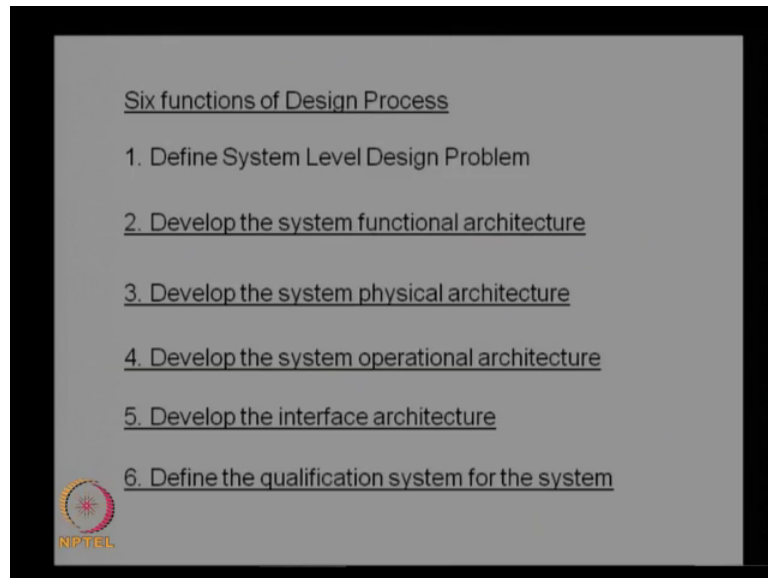 Six functions of Design Process
1. Define System Level Design Problem
2. Develop the system functional architecture
3. Develop the system physical architecture
4. Develop the system operational architecture
5. Develop the interface architecture
6. Define the qualification system for the system
NPTEL